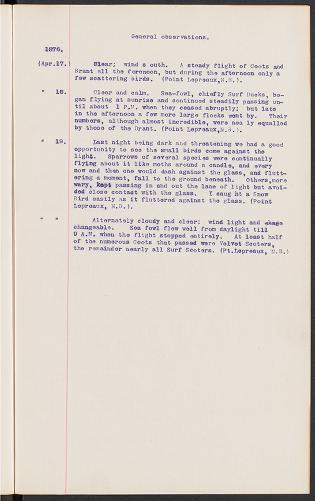 General observations.
1876.
(Apr.17.) Clear; wind south. A steady flight of Coots and
Brant all the forenoon, but during the afternoon only a
few scattering birds. (Point Lepreaux,N.B.).
" 18. Clear and calm. Sea-fowl, chiefly Surf Ducks, be-
gan flying at sunrise and continued steadily passing un-
til about 1 P.M. when they ceased abruptly; but late
in the afternoon a few more large flocks went by. Their
numbers, although almost incredible, were nearly equalled
by those of the Brant. (Point Lepreaux,N.B.).
" 19. Last night being dark and threatening we had a good
opportunity to see the small birds come against the
light. Sparrows of several species were continually
flying about it like moths around a candle, and every
now and then one would dash against the glass, and flutt-
ering a moment, fall to the ground beneath. Others,more
wary, kept passing in and out the lane of light but avoi-
ded close contact with the glass. I caught a Snow
Bird easily as it fluttered against the glass. (Point
Lepreaux, N.B.).
" " Alternately cloudy and clear; wind light and
changeable. Sea fowl flew well from daylight till
9 A.M. when the flight stopped entirely. At least half
of the numerous Coots that passed were Velvet Scoters,
the remainder nearly all Surf Scoters. (Pt.Lepreaux, N.B.)